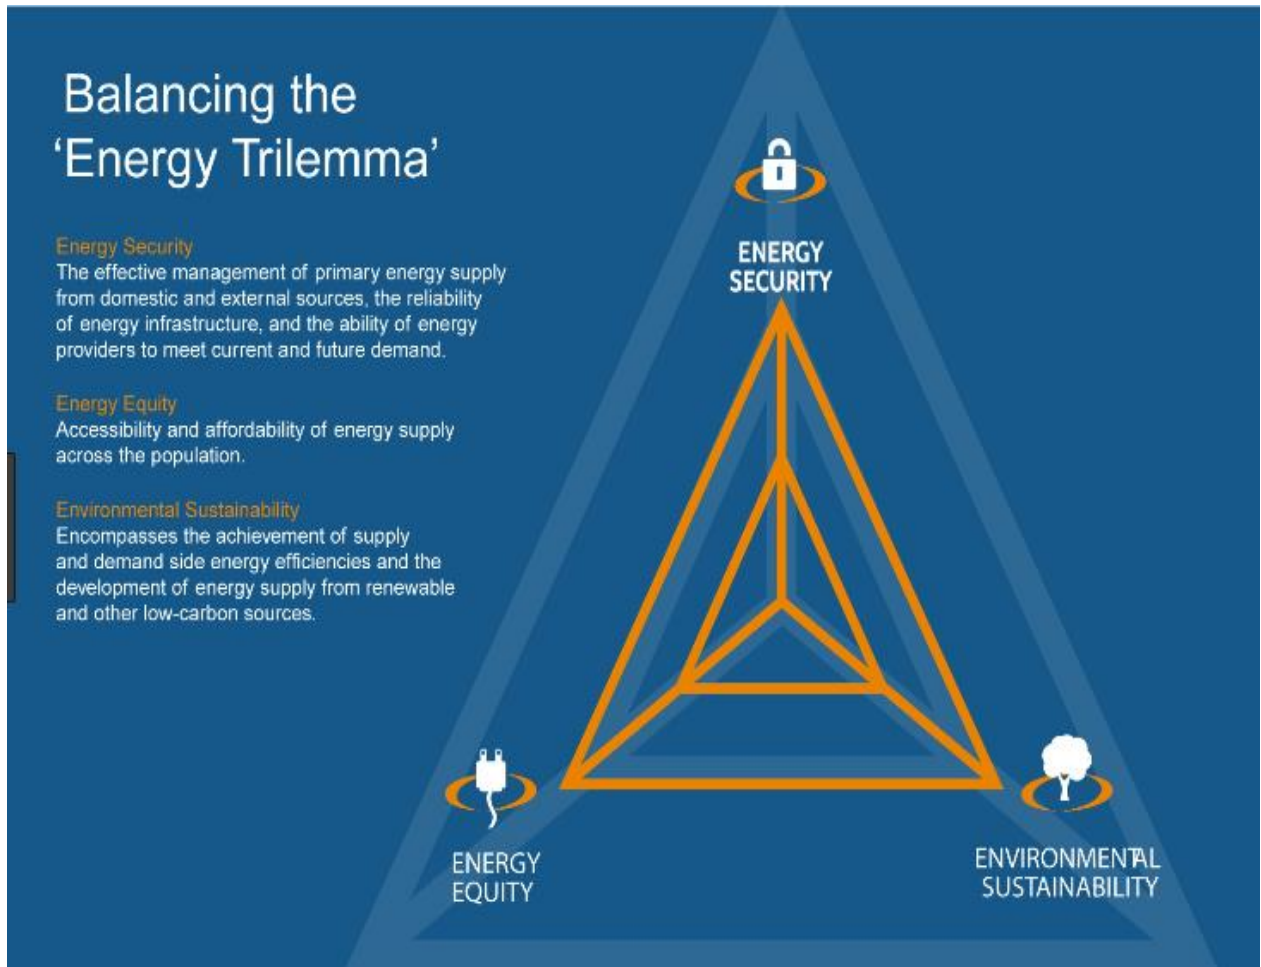 Balancing the
‘Energy Trilemma’
Energy Security
The effective management of primary energy supply
from domestic and external sources, the reliability
of energy infrastructure, and the ability of energy
providers to meet current and future demand.
Energy Equity
Accessibility and affordability of energy supply
across the population.
Environmental Sustainability
Encompasses the achievement of supply
and demand side energy efficiencies and the
development of energy supply from renewable
and other low-carbon sources.
ENERGY
SECURITY
ENERGY
EQUITY
ENVIRONMENTAL
SUSTAINABILITY